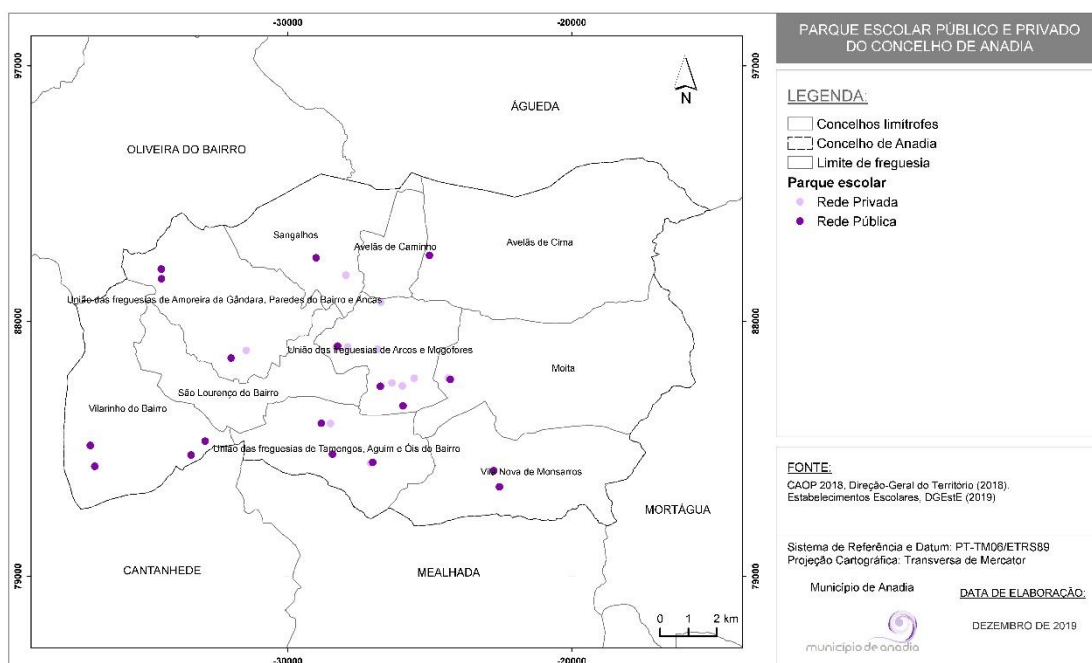 -30000
-20000
97000
97000
ÁGUEDA
N
OLIVEIRA DO BAIRRO
Sangalhos
Avelãs de Caminho
Avelãs de Cima
União das freguesias de Amoreira da Gândara, Paredes do Bairro e Ancas
88000
88000
União das freguesias de Arcos e Mogofores
Moita
São Lourenço do Bairro
Vilarinho do Bairro
União das freguesias de Tamengos, Aguim e Óis do Bairro
Vila Nova de Monsarros
MORTÁGUA
CANTANHEDE
MEALHADA
79000
79000
0 1 2 km
-30000
-20000
PARQUE ESCOLAR PÚBLICO E PRIVADO
DO CONCELHO DE ANADIA
LEGENDA:
Concelhos limítrofes
Concelho de Anadia
Limite de freguesia
Parque escolar
Rede Privada
Rede Pública
FONTE:
CAOP 2018, Direção-Geral do Território (2018).
Estabelecimentos Escolares, DGEstE (2019)
Sistema de Referência e Datum: PT-TM06/ETRS89
Projeção Cartográfica: Transversa de Mercator
Município de Anadia
DATA DE ELABORAÇÃO:
DEZEMBRO DE 2019
município de anadia